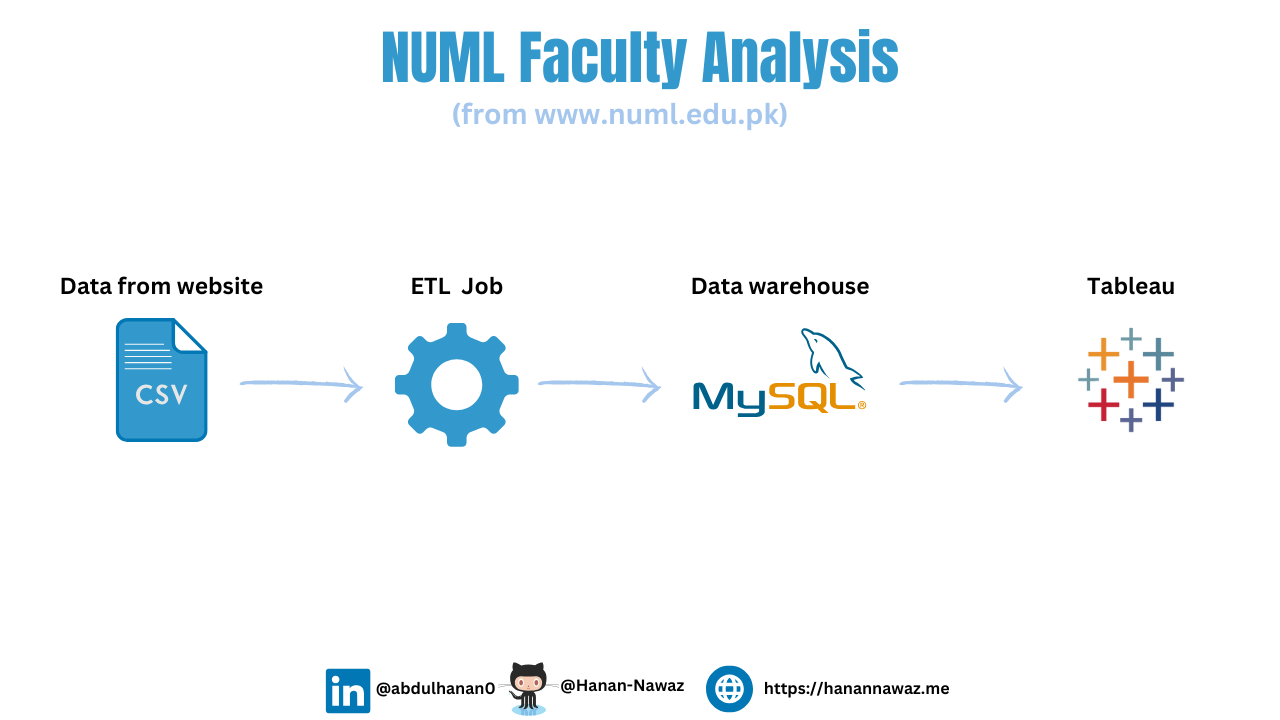 NUML Faculty Analysis
(from www.numl.edu.pk)
Data from website
ETL Job
Data warehouse
Tableau
CSV
MySQL®
in @abdulhanan0
@Hanan-Nawaz
https://hanannawaz.me